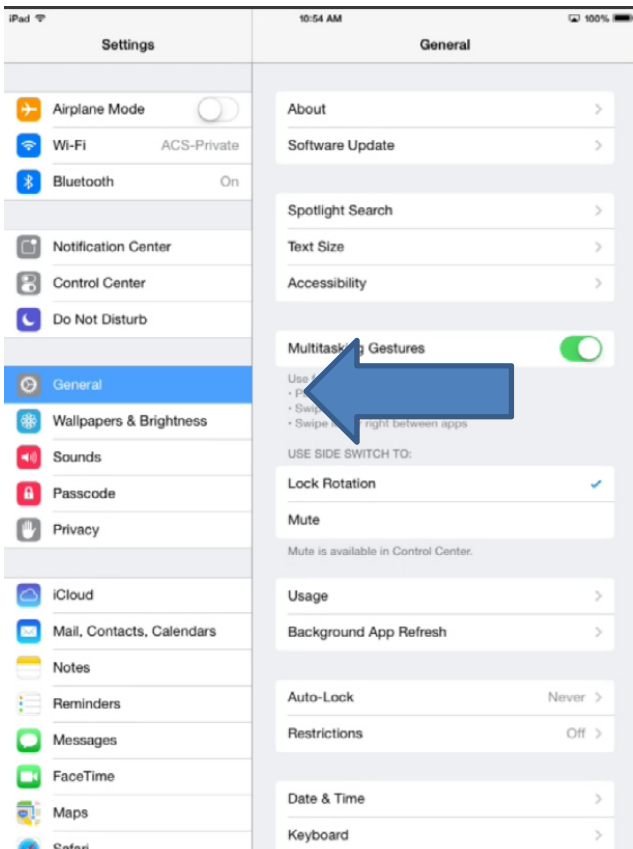 iPad
10:54 AM
100%
Settings
Airplane Mode
Wi-Fi ACS-Private
Bluetooth On
Notification Center
Control Center
Do Not Disturb
General
Wallpapers & Brightness
Sounds
Passcode
Privacy
iCloud
Mail, Contacts, Calendars
Notes
Reminders
Messages
FaceTime
Maps
Safari
General
About
Software Update
Spotlight Search
Text Size
Accessibility
Multitasking Gestures
Use
• Swipe right between apps
USE SIDE SWITCH TO:
Lock Rotation
Mute
Mute is available in Control Center.
Usage
Background App Refresh
Auto-Lock Never
Restrictions Off
Date & Time
Keyboard